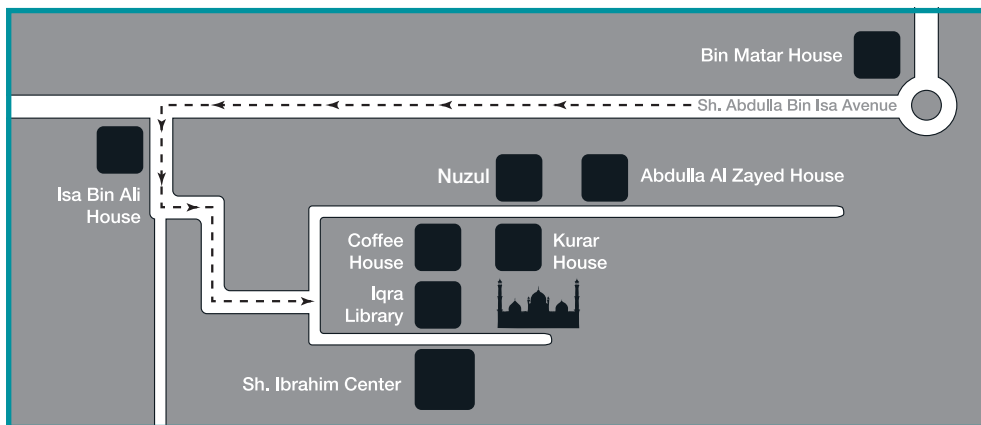 Bin Matar House
Sh. Abdulla Bin Isa Avenue
Isa Bin Ali
House
Nuzul
Abdulla Al Zayed House
Coffee
House
Kurar
House
Iqra
Library
Sh. Ibrahim Center